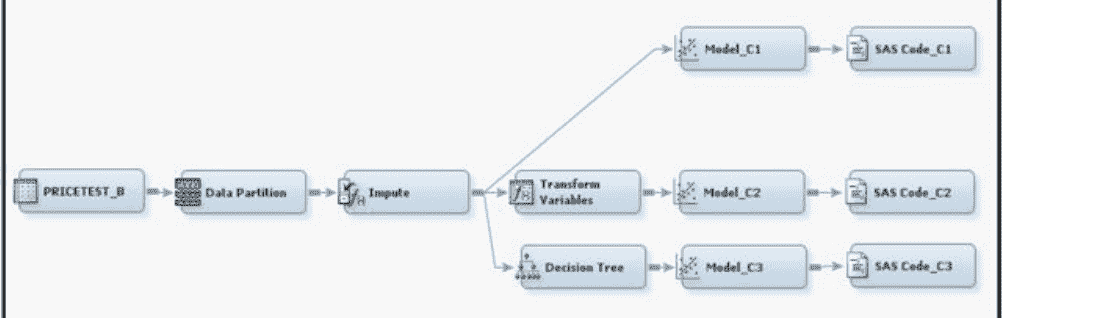 Model_C1
SAS Code_C1
PRICETEST_B
Data Partition
Impute
Transform
Variables
Model_C2
SAS Code_C2
Decision Tree
Model_C3
SAS Code_C3